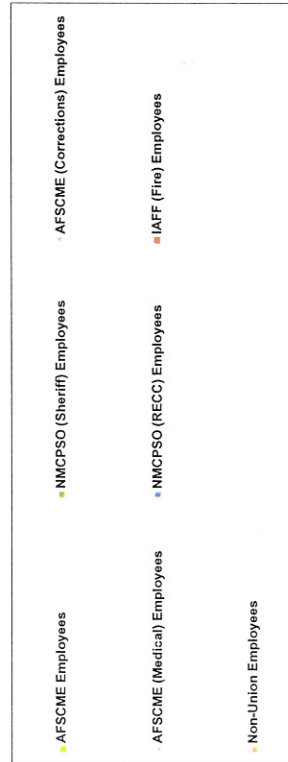 AFSCME Employees
NMCPSO (Sheriff) Employees
AFSCME (Corrections) Employees
AFSCME (Medical) Employees
NMCPSO (RECC) Employees
IAFF (Fire) Employees
Non-Union Employees